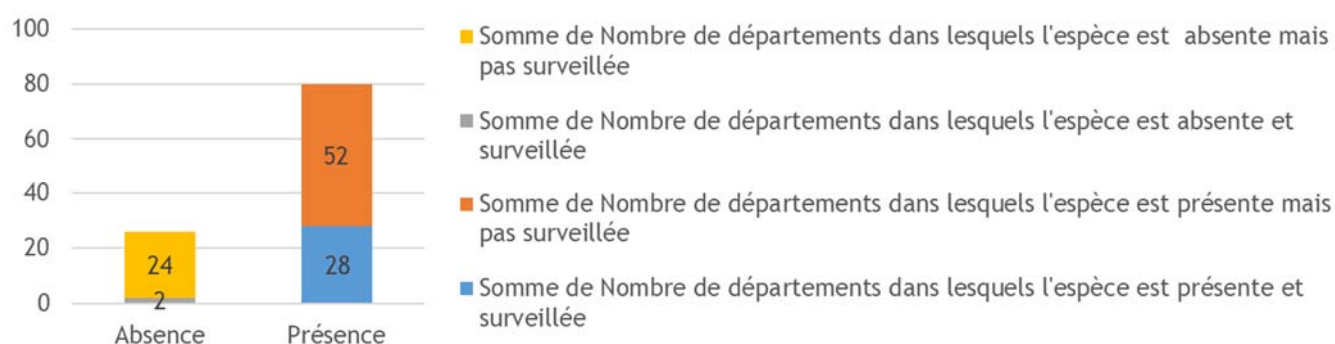 100
80
60
40
20
0
24
2
52
28
Absence
Présence
Somme de Nombre de départements dans lesquels l'espèce est  absente mais
pas surveillée
Somme de Nombre de départements dans lesquels l'espèce est absente et
surveillée
Somme de Nombre de départements dans lesquels l'espèce est présente mais
pas surveillée
Somme de Nombre de départements dans lesquels l'espèce est présente et
surveillée